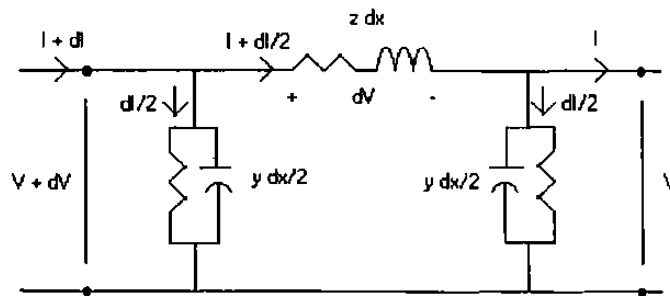 z dx
I + dI
I + dI/2
I
dI/2
+ dV -
dI/2
V + dV
y dx/2
y dx/2
V